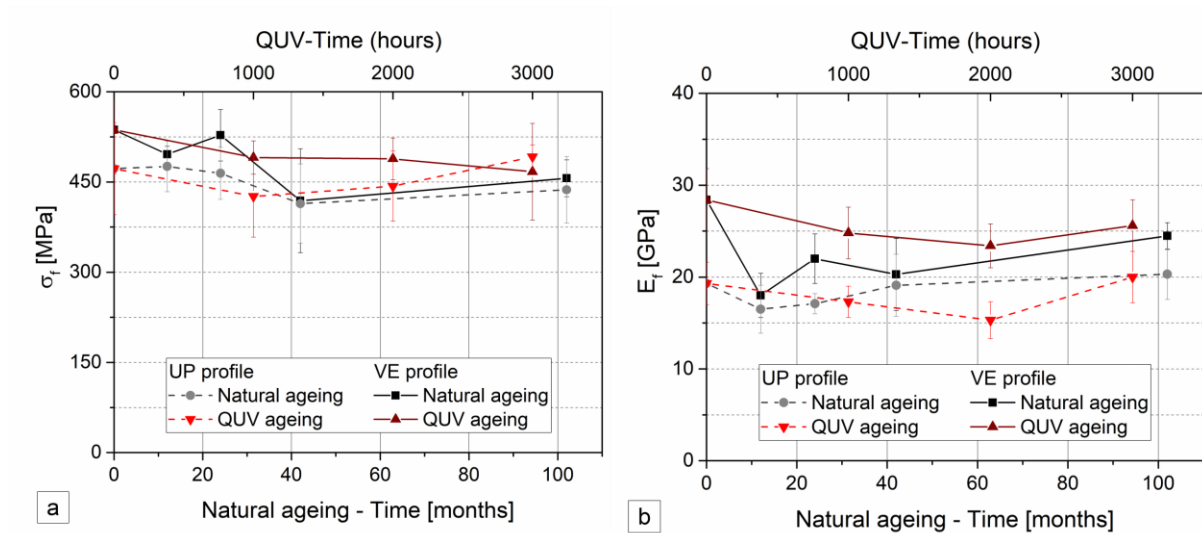 QUV-Time (hours)
0 1000 2000 3000
600
450
300
150
0
σf [MPa]
UP profile VE profile
Natural ageing Natural ageing
QUV ageing QUV ageing
0 20 40 60 80 100
Natural ageing - Time [months]
a
QUV-Time (hours)
0 1000 2000 3000
40
30
20
10
0
Ef [GPa]
UP profile VE profile
Natural ageing Natural ageing
QUV ageing QUV ageing
0 20 40 60 80 100
Natural ageing - Time [months]
b